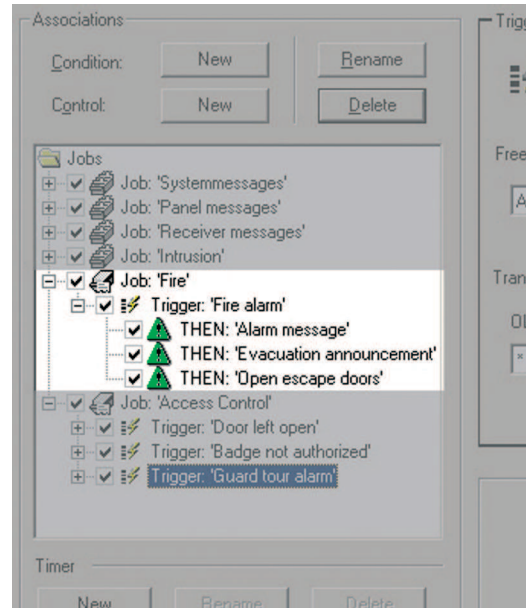 Associations
Trigg
Condition:
New
Rename
Control:
New
Delete
Free
Jobs
Job: 'Systemmessages'
Job: 'Panel messages'
Job: 'Receiver messages'
Job: 'Intrusion'
Job: 'Fire'
Trigger: 'Fire alarm'
THEN: 'Alarm message'
THEN: 'Evacuation announcement'
THEN: 'Open escape doors'
Job: 'Access Control'
Trigger: 'Door left open'
Trigger: 'Badge not authorized'
Trigger: 'Guard tour alarm'
A
Tran
*
Timer
New
Rename
Delete